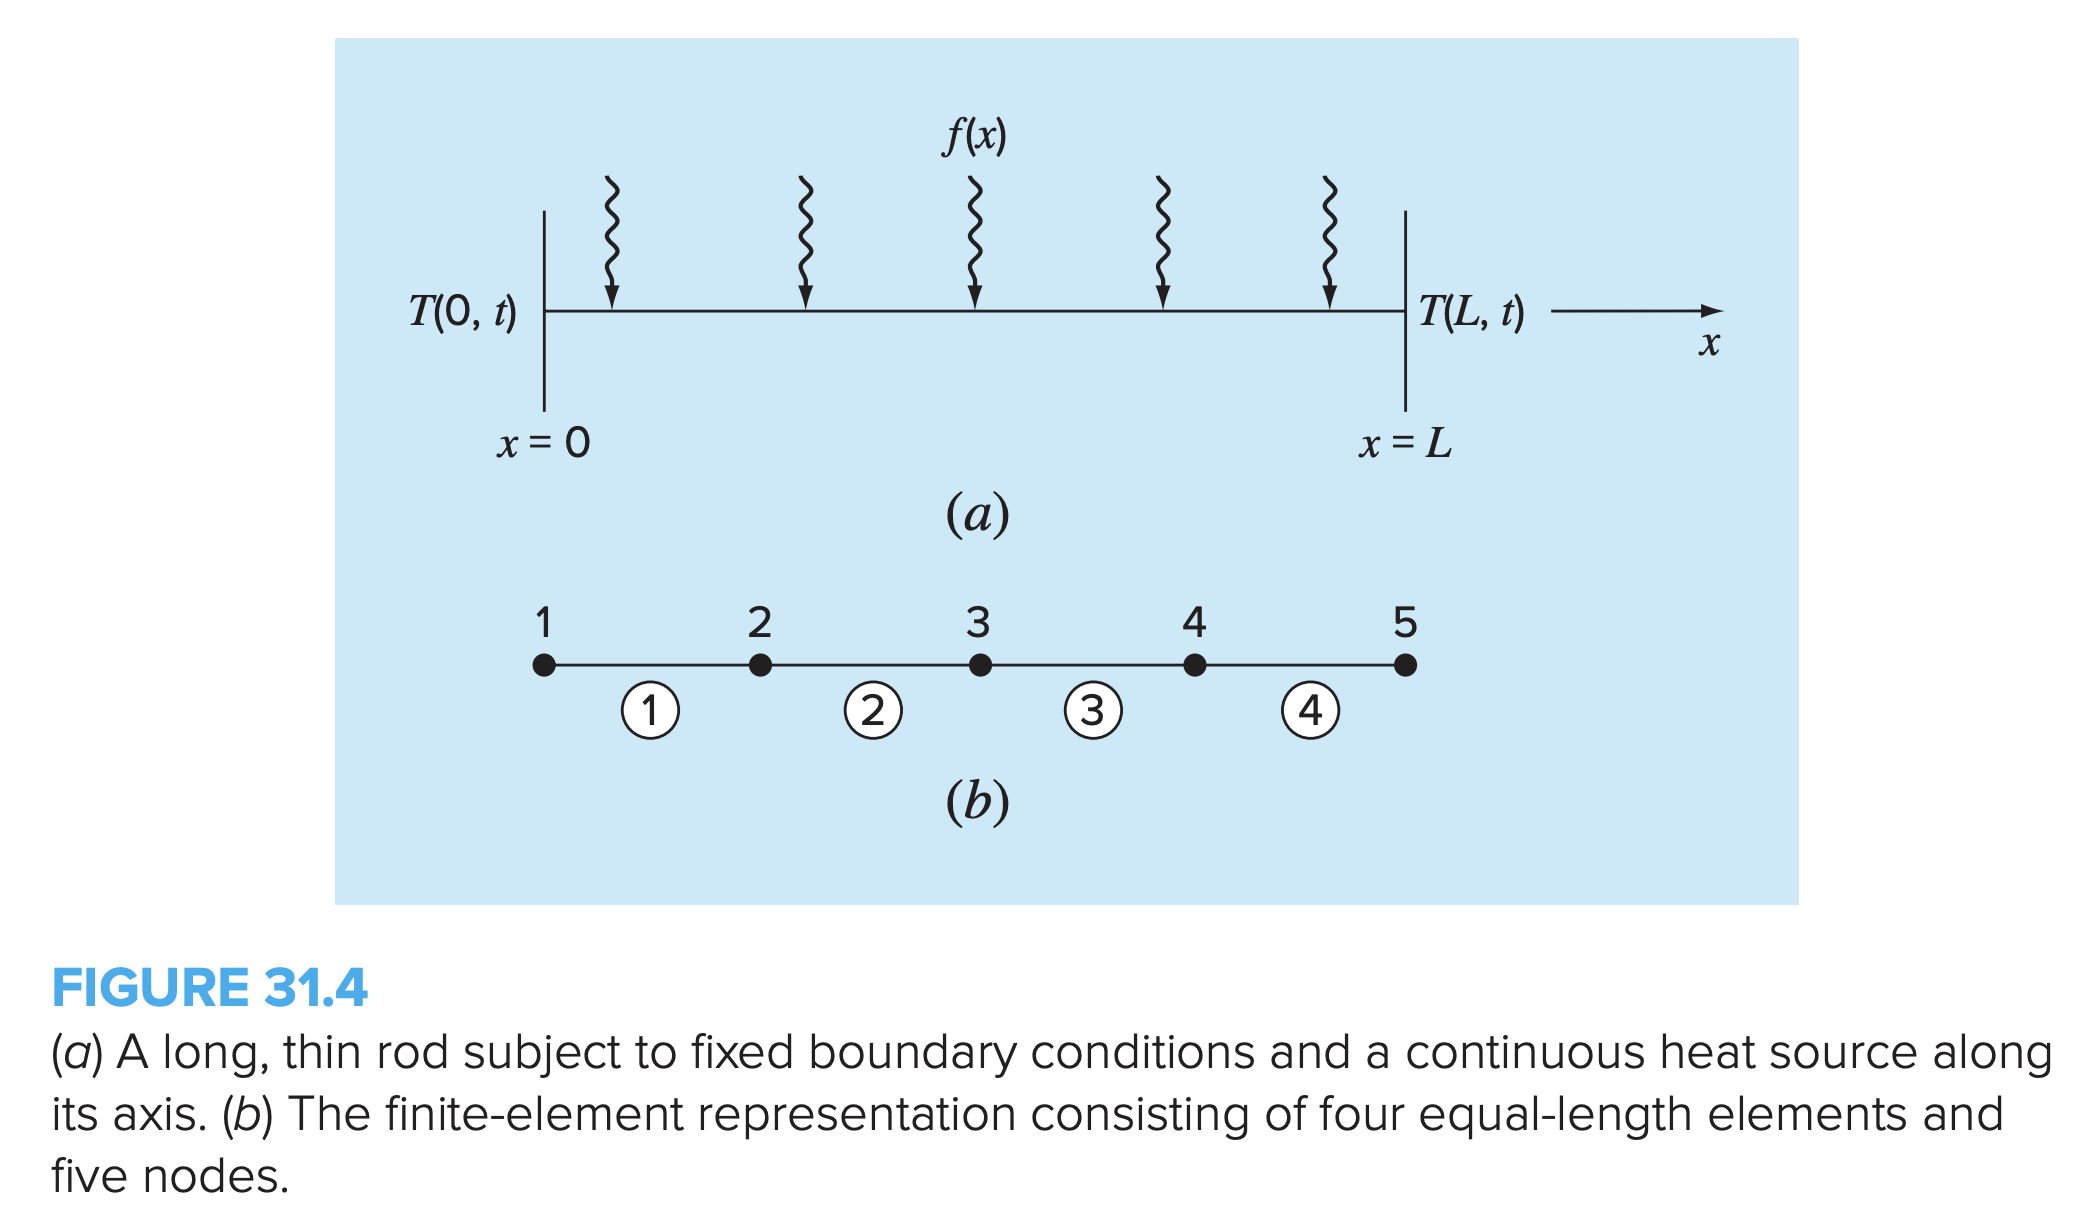 f(x)
T(0, t)
T(L, t)
x
x = 0
x = L
(a)
1 2 3 4 5
1 2 3 4
(b)
FIGURE 31.4
(a) A long, thin rod subject to fixed boundary conditions and a continuous heat source along
its axis. (b) The finite-element representation consisting of four equal-length elements and
five nodes.